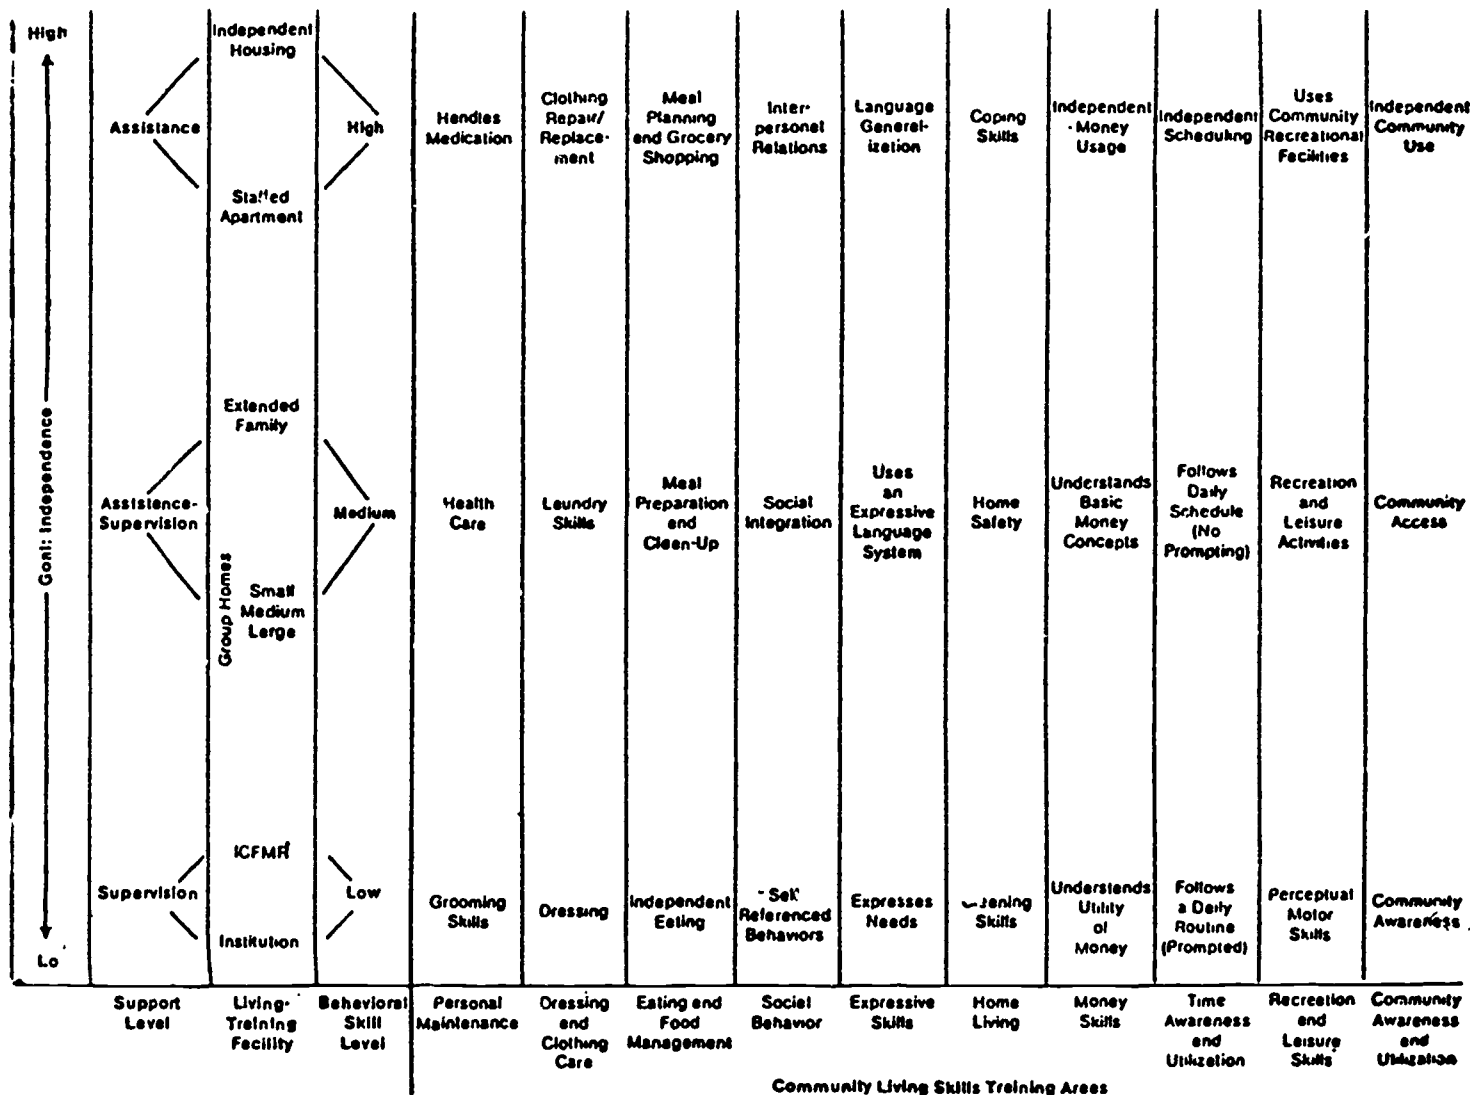 High
Goal: Independence
Lo
Assistance
Assistance-
Supervision
Supervision
Support
Level
Independent
Housing
Staffed
Apartment
Extended
Family
Group Homes
Small
Medium
Large
ICFMR
Institution
Living-
Training
Facility
High
Medium
Low
Behavioral
Skill
Level
Handles
Medication
Health
Care
Grooming
Skills
Personal
Maintenance
Clothing
Repair/
Replace-
ment
Laundry
Skills
Dressing
Dressing
and
Clothing
Care
Meal
Planning
and Grocery
Shopping
Meal
Preparation
and
Clean-Up
Independent
Eating
Eating and
Food
Management
Inter-
personal
Relations
Social
Integration
Self
Referenced
Behaviors
Social
Behavior
Language
General-
ization
Uses
an
Expressive
Language
System
Expresses
Needs
Expressive
Skills
Coping
Skills
Home
Safety
Skills
Home
Living
Independent
Money
Usage
Understands
Basic
Money
Concepts
Understands
Utility
of
Money
Money
Skills
Independent
Scheduling
Follows
Daily
Schedule
(No
Prompting)
Follows
a Daily
Routine
(Prompted)
Time
Awareness
and
Utilization
Uses
Community
Recreational
Facilities
Recreation
and
Leisure
Activities
Perceptual
Motor
Skills
Recreation
and
Leisure
Skills
Independent
Community
Use
Community
Access
Community
Awareness
Community
Awareness
and
Utilization
Community Living Skills Training Areas